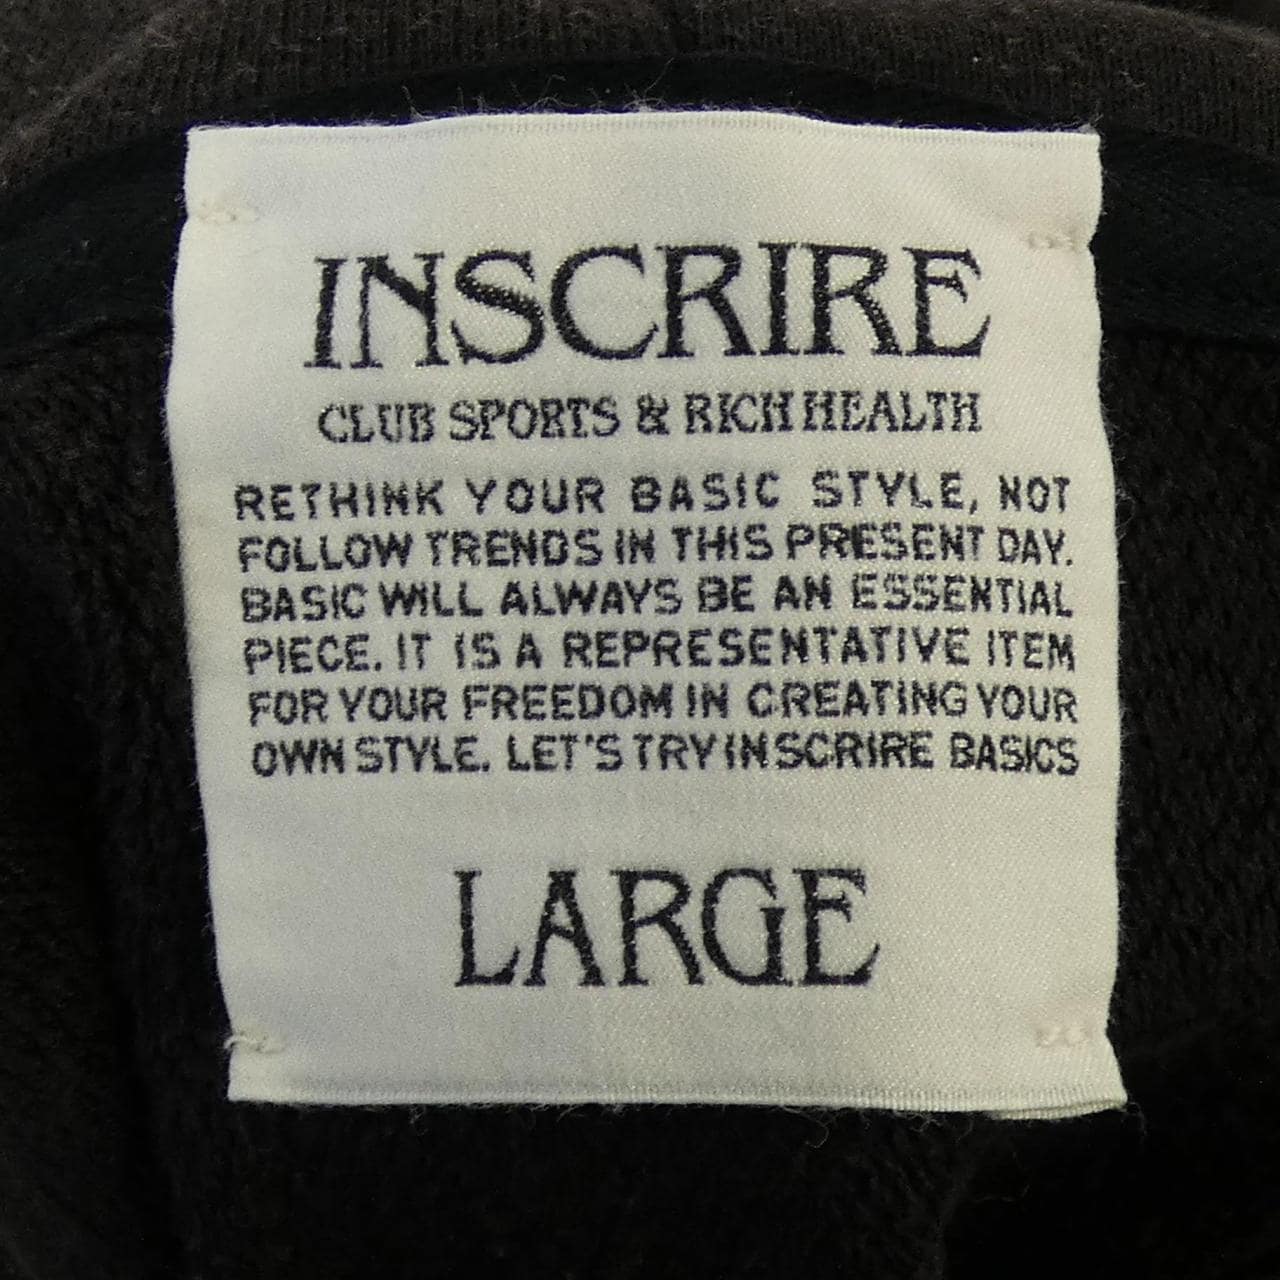 INSCRIRE
CLUB SPORTS & RICH HEALTH
RETHINK YOUR BASIC STYLE, NOT
FOLLOW TRENDS IN THIS PRESENT DAY.
BASIC WILL ALWAYS BE AN ESSENTIAL
PIECE. IT IS A REPRESENTATIVE ITEM
FOR YOUR FREEDOM IN CREATING YOUR
OWN STYLE. LET'S TRY INSCRIRE BASICS
LARGE